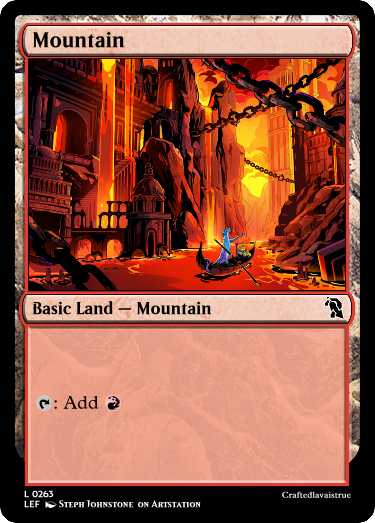 Mountain
Basic Land — Mountain
: Add
L 0263
LEF Steph Johnstone on Artstation
Craftedlavaistrue